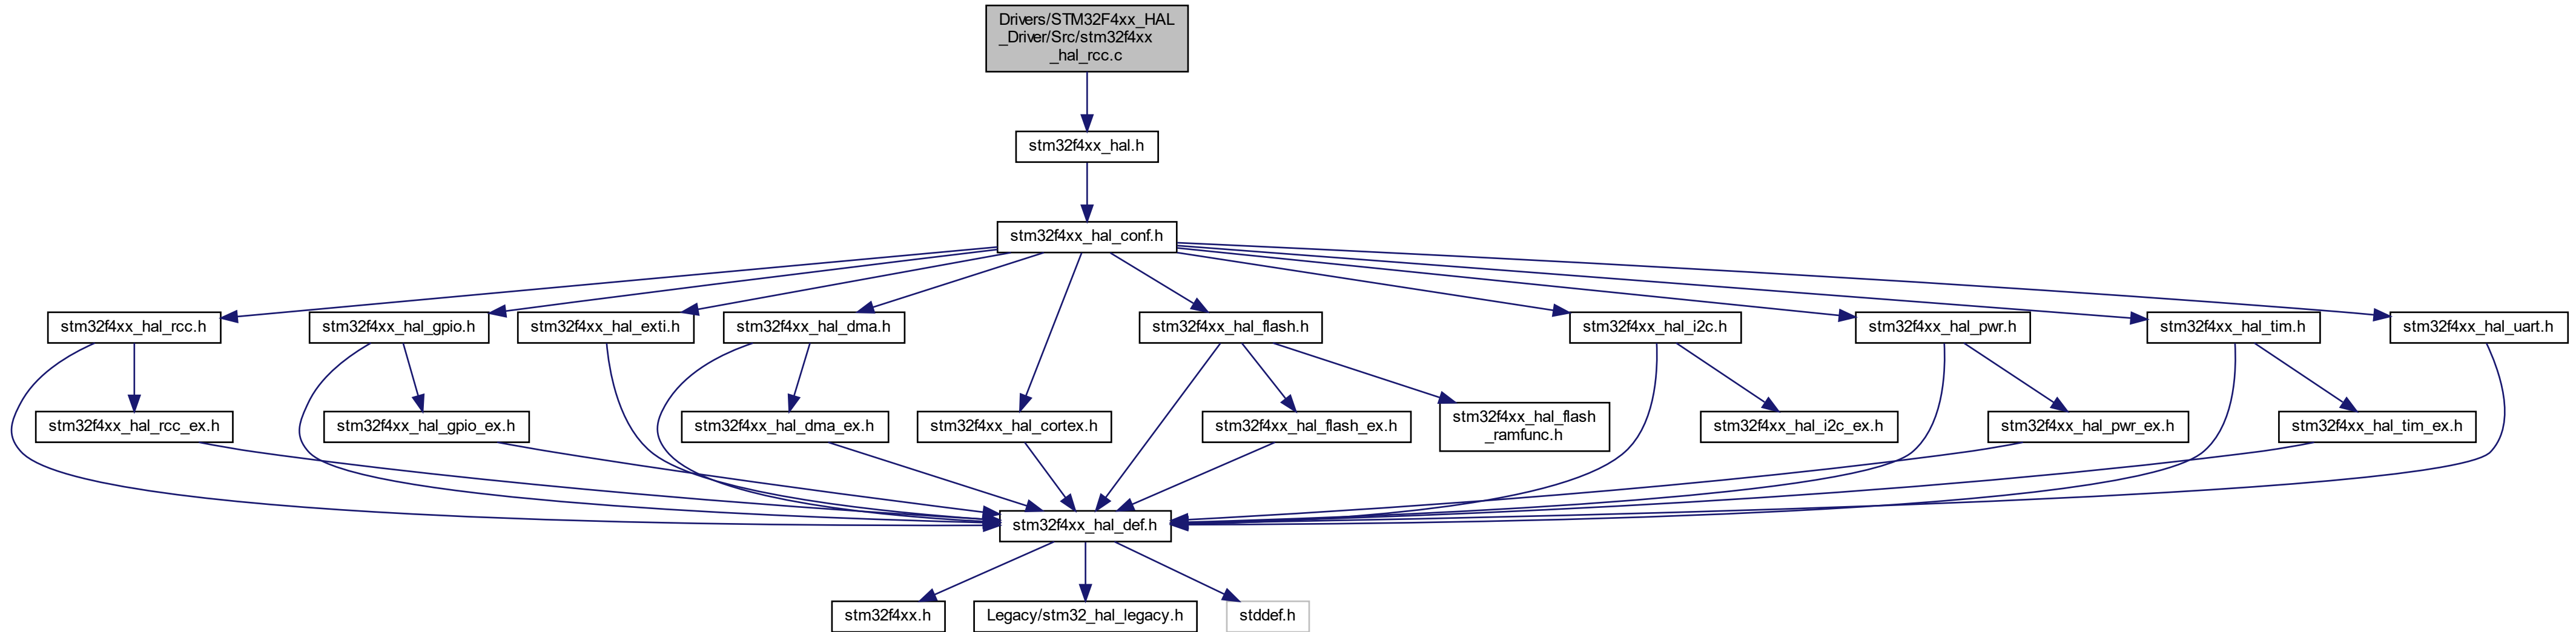 Drivers/STM32F4xx_HAL
_Driver/Src/stm32f4xx
_hal_rcc.c
stm32f4xx_hal.h
stm32f4xx_hal_conf.h
stm32f4xx_hal_rcc.h
stm32f4xx_hal_gpio.h
stm32f4xx_hal_exti.h
stm32f4xx_hal_dma.h
stm32f4xx_hal_flash.h
stm32f4xx_hal_i2c.h
stm32f4xx_hal_pwr.h
stm32f4xx_hal_tim.h
stm32f4xx_hal_uart.h
stm32f4xx_hal_rcc_ex.h
stm32f4xx_hal_gpio_ex.h
stm32f4xx_hal_dma_ex.h
stm32f4xx_hal_cortex.h
stm32f4xx_hal_flash_ex.h
stm32f4xx_hal_flash
_ramfunc.h
stm32f4xx_hal_i2c_ex.h
stm32f4xx_hal_pwr_ex.h
stm32f4xx_hal_tim_ex.h
stm32f4xx_hal_def.h
stm32f4xx.h
Legacy/stm32_hal_legacy.h
stddef.h